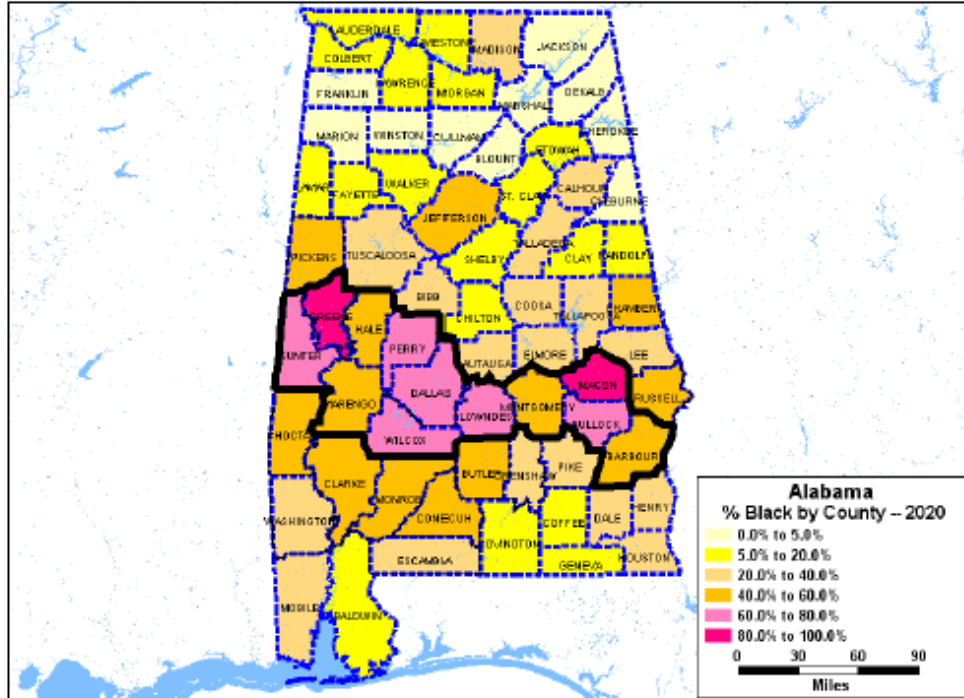 LAUDERDALE
LIMESTONE
MADISON
JACKSON
COLBERT
LAWRENCE
MORGAN
DEKALB
FRANKLIN
MARSHALL
CHEROKEE
MARION
WINSTON
CULLMAN
ETOWAH
BLOUNT
LAMAR
FAYETTE
WALKER
ST. CLAI
CALHOUN
CLEBURNE
JEFFERSON
TALLADEGA
PICKENS
TUSCALOOSA
SHELBY
CLAY
RANDOLPH
BIBB
COOSA
CHAMBER
GREENE
TALLAPOOSA
HALE
CHILTON
SUMTER
PERRY
AUTAUGA
ELMORE
LEE
MACON
DALLAS
RUSSELL
MARENGO
LOWNDES
MONTGOMERY
BULLOCK
CHOCTA
WILCOX
BARBOUR
BUTLER
CRENSHAW
PIKE
CLARKE
MONROE
HENRY
WASHINGTON
CONECUH
COFFEE
DALE
COVINGTON
ESCAMBIA
GENEVA
HOUSTON
MOBILE
BALDWIN
Alabama
% Black by County -- 2020
0.0% to 5.0%
5.0% to 20.0%
20.0% to 40.0%
40.0% to 60.0%
60.0% to 80.0%
80.0% to 100.0%
0 30 60 90
Miles